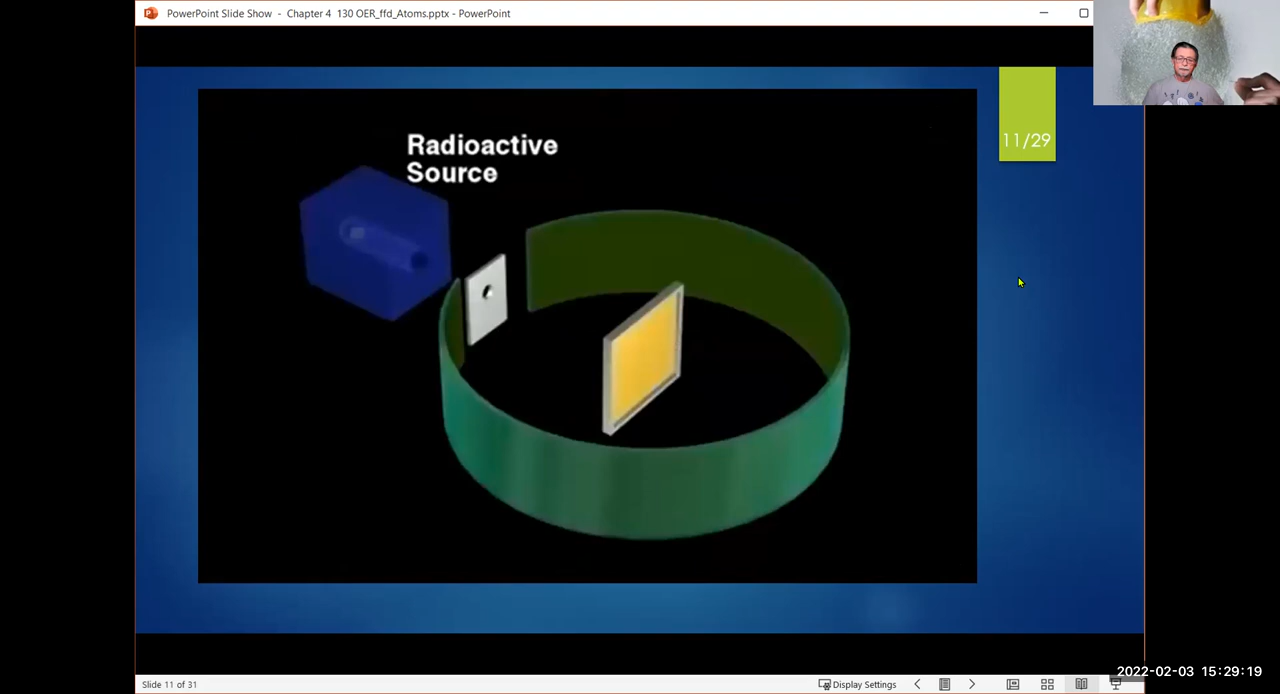 PowerPoint Slide Show - Chapter 4 130 OER_ffd_Atoms.pptx - PowerPoint
11/29
Radioactive
Source
2022-02-03 15:29:19
Slide 11 of 31
Display Settings